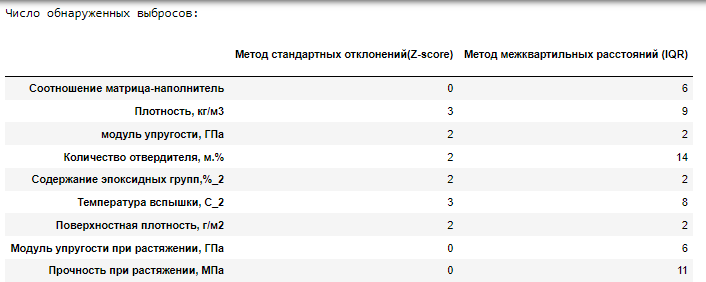 Число обнаруженных выбросов:
Метод стандартных отклонений(Z-score) Метод межквартильных расстояний (IQR)
Соотношение матрица-наполнитель 0 6
Плотность, кг/м3 3 9
модуль упругости, ГПа 2 2
Количество отвердителя, м.% 2 14
Содержание эпоксидных групп,%_2 2 2
Температура вспышки, С_2 3 8
Поверхностная плотность, г/м2 2 2
Модуль упругости при растяжении, ГПа 0 6
Прочность при растяжении, МПа 0 11